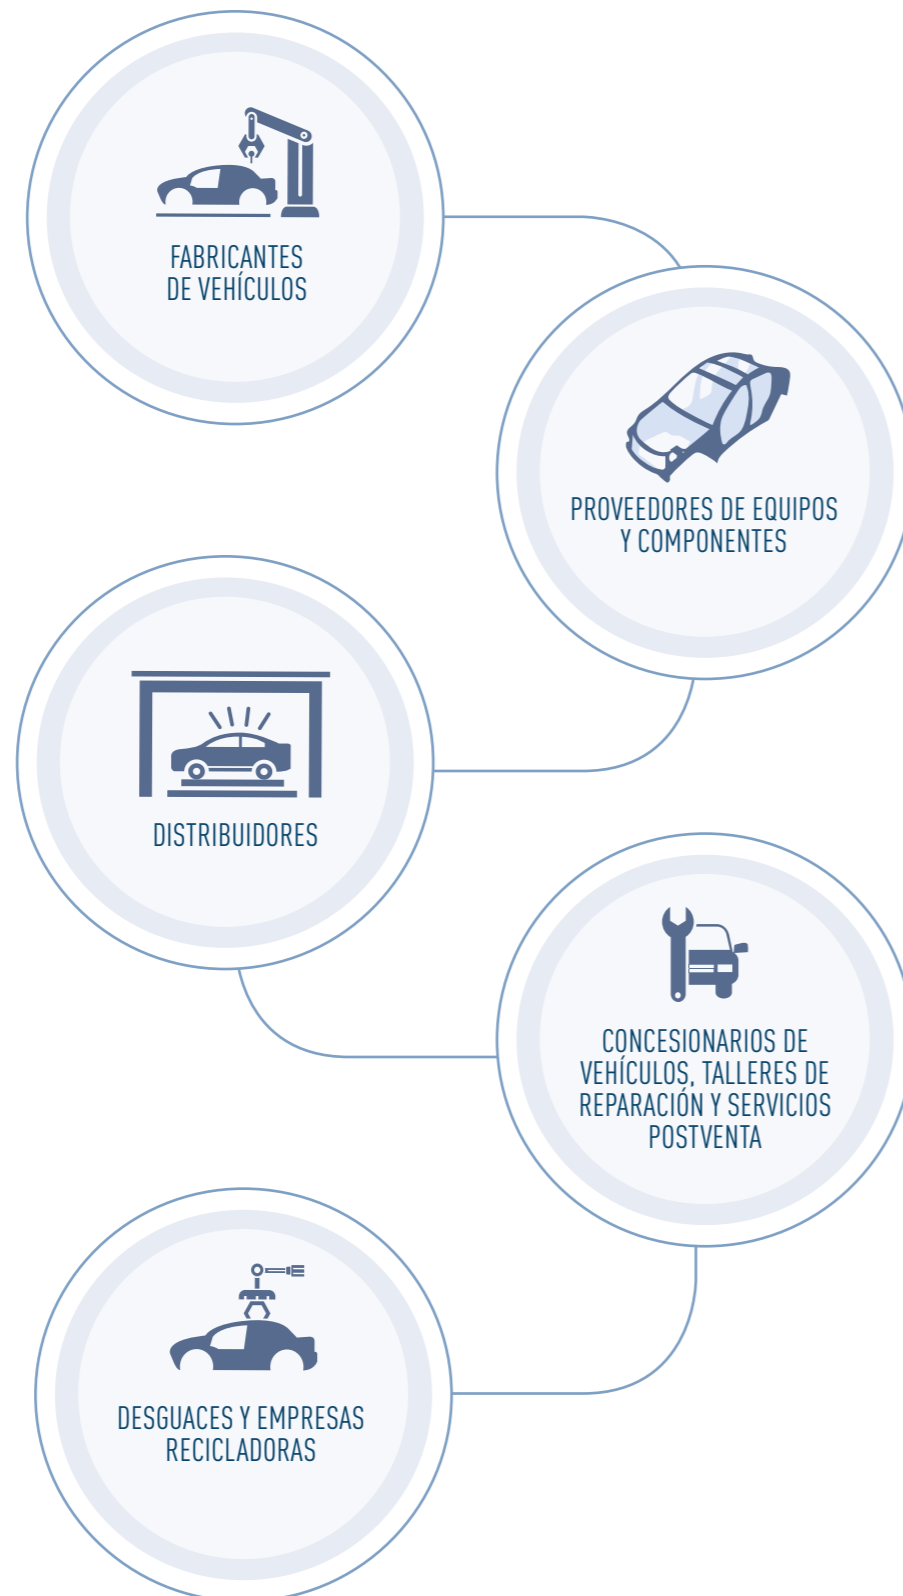 FABRICANTES
DE VEHÍCULOS
PROVEEDORES DE EQUIPOS
Y COMPONENTES
DISTRIBUIDORES
CONCESIONARIOS DE
VEHÍCULOS, TALLERES DE
REPARACIÓN Y SERVICIOS
POSTVENTA
DESGUACES Y EMPRESAS
RECICLADORAS